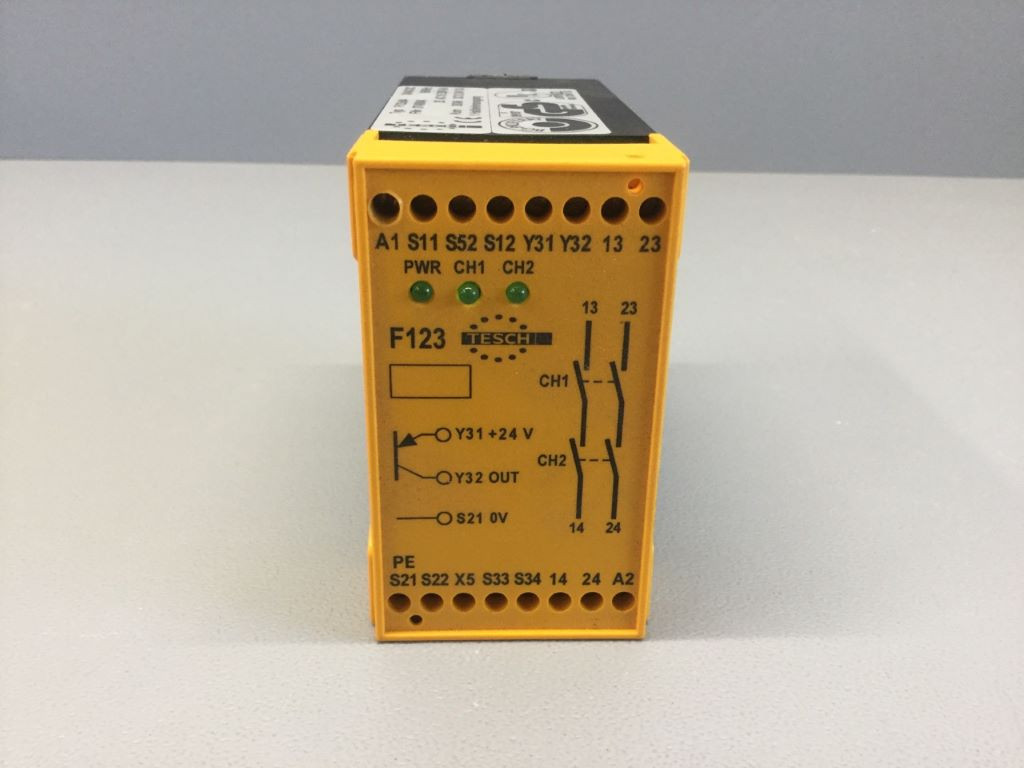 A1 S11 S52 S12 Y31 Y32 13 23
PWR CH1 CH2
13 23
F123 TESCH
CH1
Y31 +24 V
CH2
Y32 OUT
S21 0V
14 24
PE
S21 S22 X5 S33 S34 14 24 A2